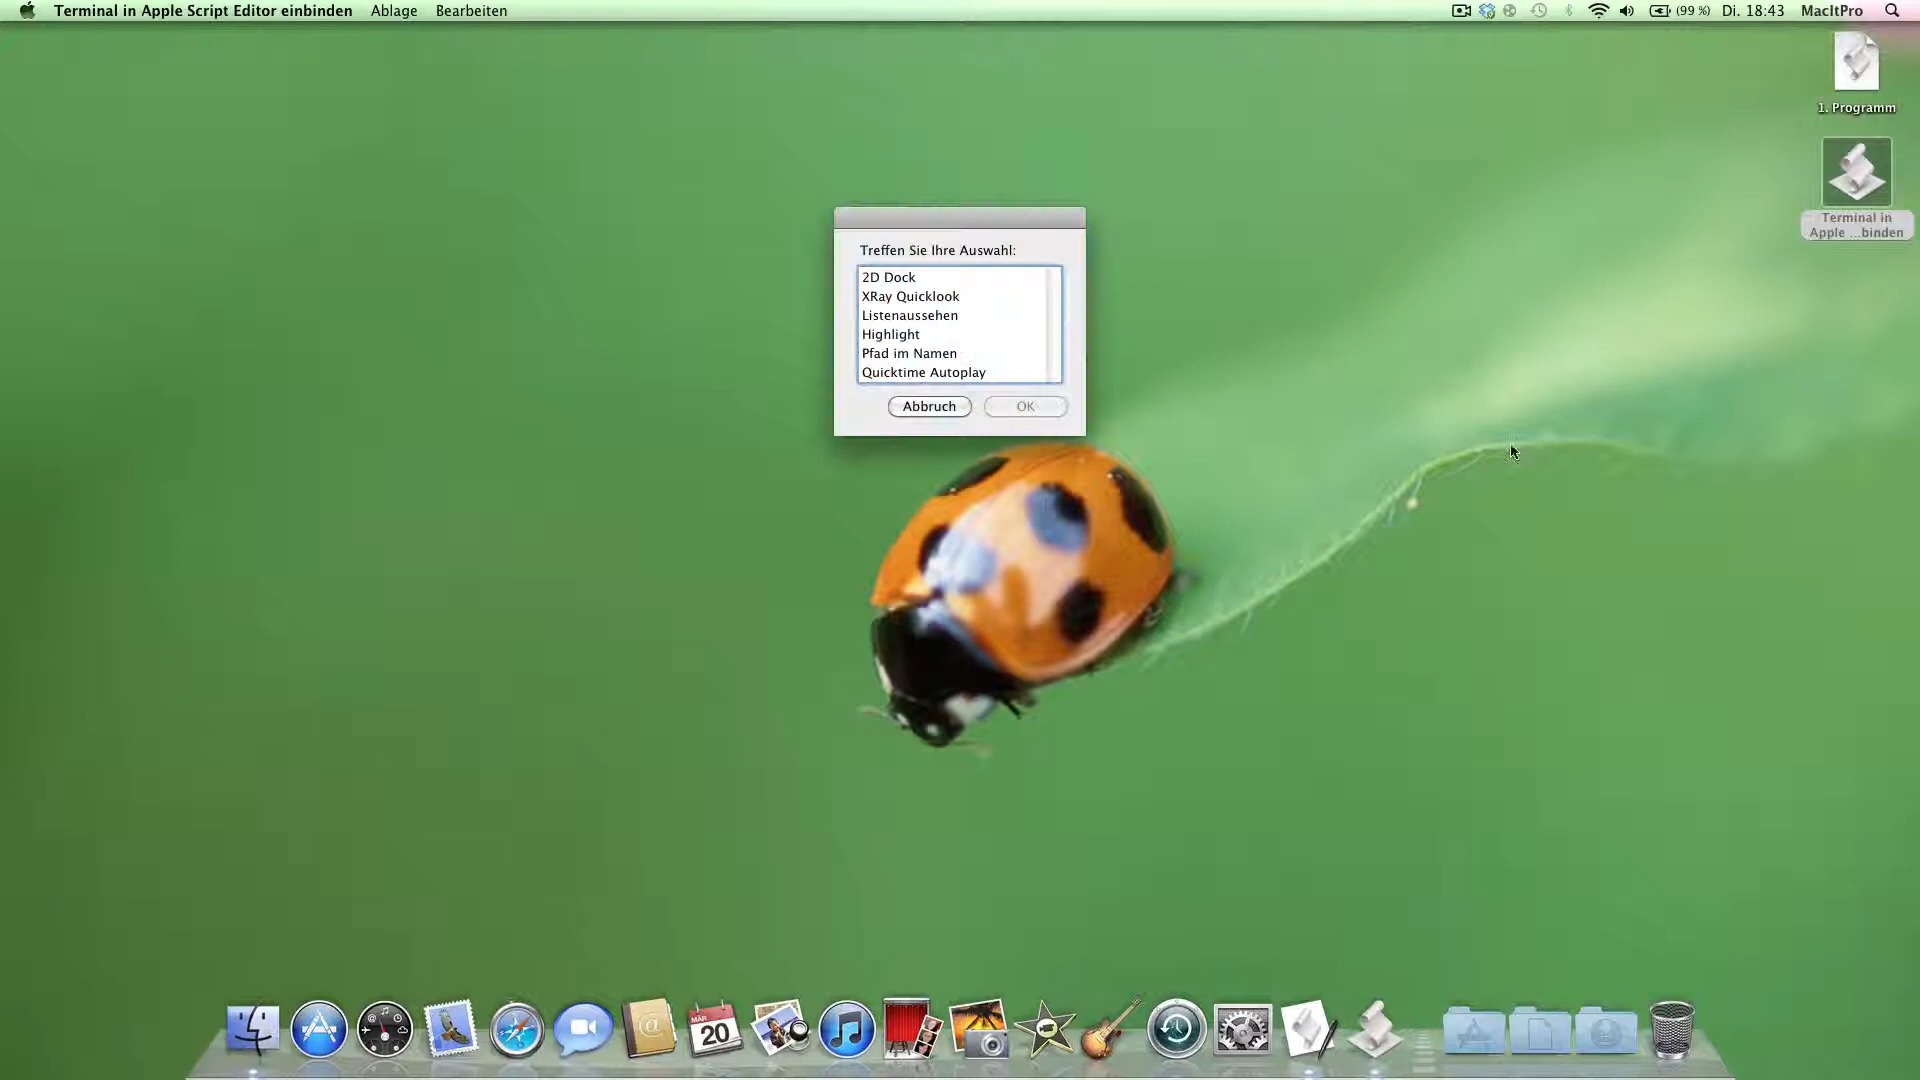 Terminal in Apple Script Editor einbinden Ablage Bearbeiten (99 %) Di. 18:43 MacItPro
1. Programm
Terminal in
Apple ...binden
Treffen Sie Ihre Auswahl:
2D Dock
XRay Quicklook
Listenaussehen
Highlight
Pfad im Namen
Quicktime Autoplay
Abbruch OK
MÄR
20